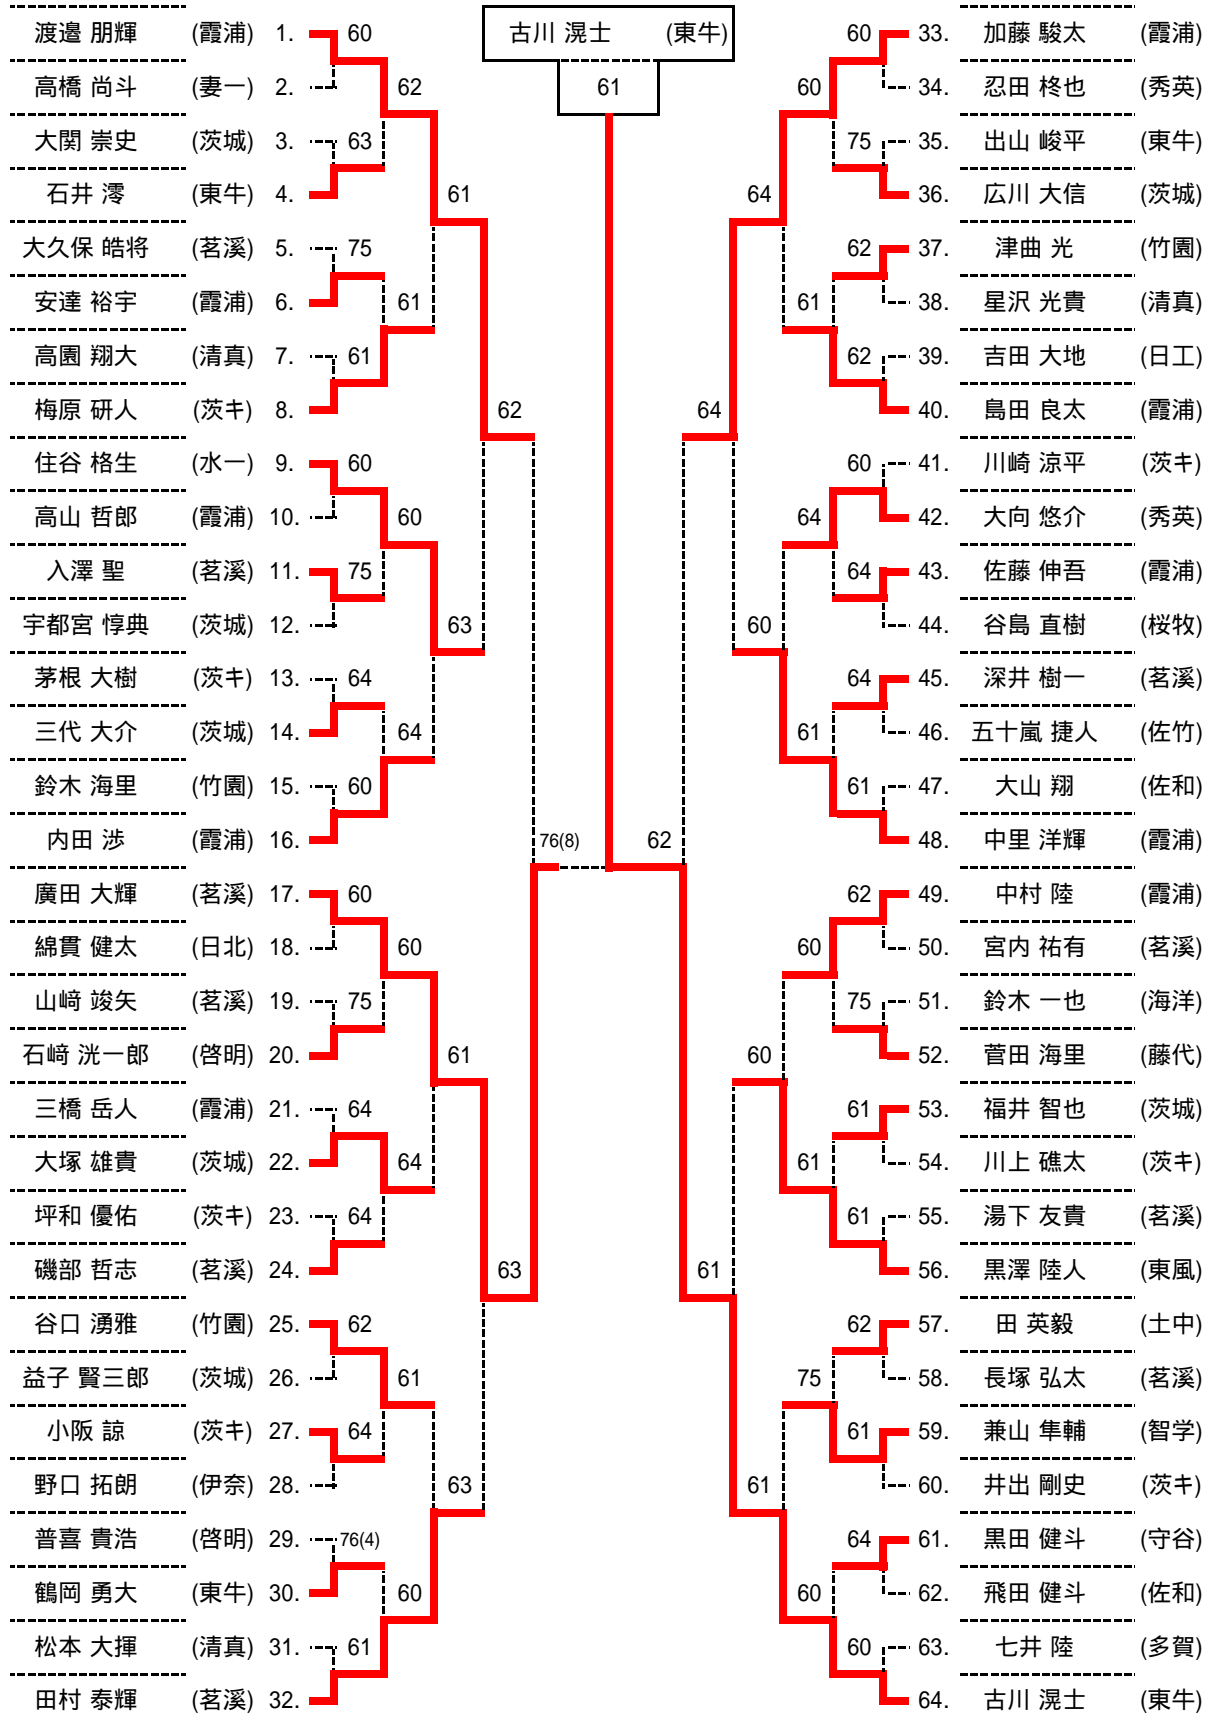 古川 滉士 (東牛)
61
渡邉 朋輝 (霞浦) 1. 60
高橋 尚斗 (妻一) 2. 62
大関 崇史 (茨城) 3. 63
石井 澪 (東牛) 4. 61
大久保 皓将 (茗溪) 5. 75
安達 裕宇 (霞浦) 6. 61
高園 翔大 (清真) 7. 61
梅原 研人 (茨キ) 8. 62
住谷 格生 (水一) 9. 60
高山 哲郎 (霞浦) 10. 60
入澤 聖 (茗溪) 11. 75
宇都宮 惇典 (茨城) 12. 63
茅根 大樹 (茨キ) 13. 64
三代 大介 (茨城) 14. 64
鈴木 海里 (竹園) 15. 60
内田 渉 (霞浦) 16. 76(8)
廣田 大輝 (茗溪) 17. 60
綿貫 健太 (日北) 18. 60
山﨑 竣矢 (茗溪) 19. 75
石﨑 洸一郎 (啓明) 20. 61
三橋 岳人 (霞浦) 21. 64
大塚 雄貴 (茨城) 22. 64
坪和 優佑 (茨キ) 23. 64
磯部 哲志 (茗溪) 24. 63
谷口 湧雅 (竹園) 25. 62
益子 賢三郎 (茨城) 26. 61
小阪 諒 (茨キ) 27. 64
野口 拓朗 (伊奈) 28. 63
普喜 貴浩 (啓明) 29. 76(4)
鶴岡 勇大 (東牛) 30. 60
松本 大揮 (清真) 31. 61
田村 泰輝 (茗溪) 32.
60 33. 加藤 駿太 (霞浦)
60 34. 忍田 柊也 (秀英)
75 35. 出山 峻平 (東牛)
64 36. 広川 大信 (茨城)
62 37. 津曲 光 (竹園)
61 38. 星沢 光貴 (清真)
62 39. 吉田 大地 (日工)
64 40. 島田 良太 (霞浦)
60 41. 川崎 涼平 (茨キ)
64 42. 大向 悠介 (秀英)
64 43. 佐藤 伸吾 (霞浦)
60 44. 谷島 直樹 (桜牧)
64 45. 深井 樹一 (茗溪)
61 46. 五十嵐 捷人 (佐竹)
61 47. 大山 翔 (佐和)
62 48. 中里 洋輝 (霞浦)
62 49. 中村 陸 (霞浦)
60 50. 宮内 祐有 (茗溪)
75 51. 鈴木 一也 (海洋)
60 52. 菅田 海里 (藤代)
61 53. 福井 智也 (茨城)
61 54. 川上 礁太 (茨キ)
61 55. 湯下 友貴 (茗溪)
61 56. 黒澤 陸人 (東風)
62 57. 田 英毅 (土中)
75 58. 長塚 弘太 (茗溪)
61 59. 兼山 隼輔 (智学)
61 60. 井出 剛史 (茨キ)
64 61. 黒田 健斗 (守谷)
60 62. 飛田 健斗 (佐和)
60 63. 七井 陸 (多賀)
64. 古川 滉士 (東牛)